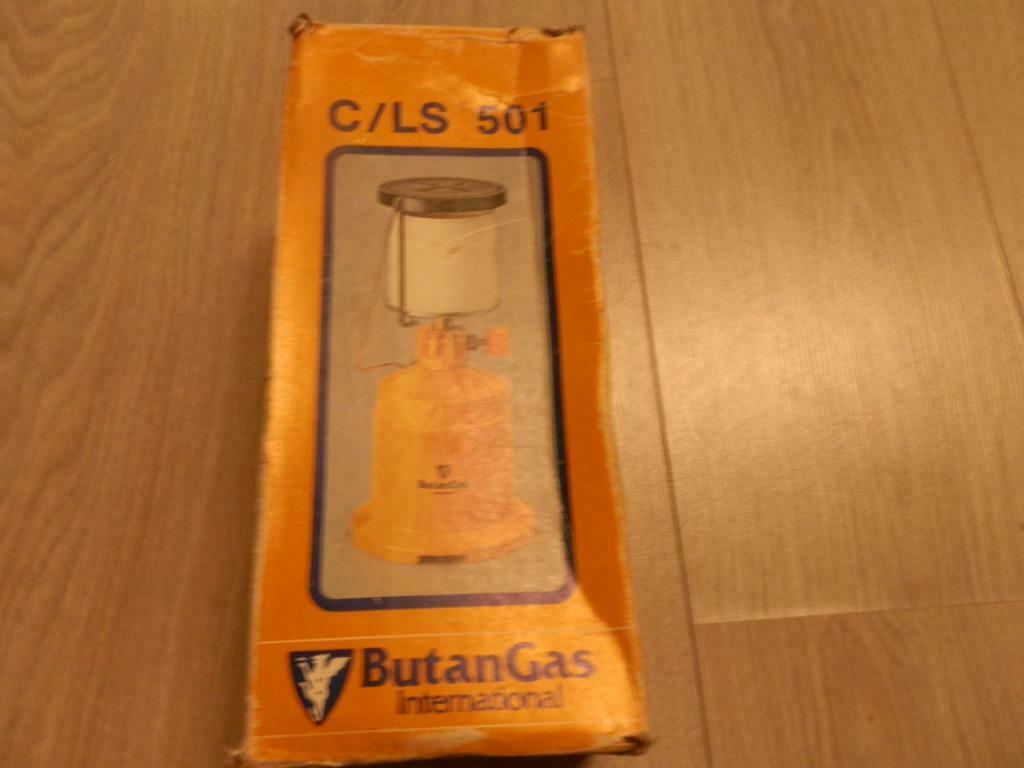 C/LS 501
ButanGas
ButanGas
International